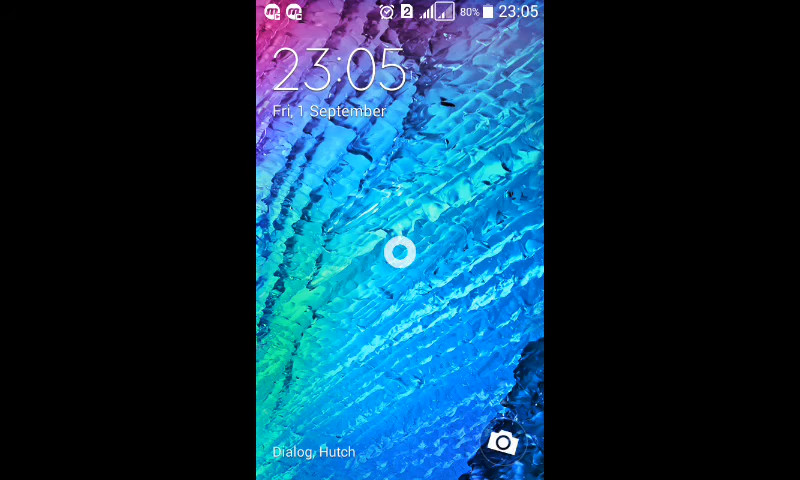 2 80% 23:05
23:05
Fri, 1 September
Dialog, Hutch